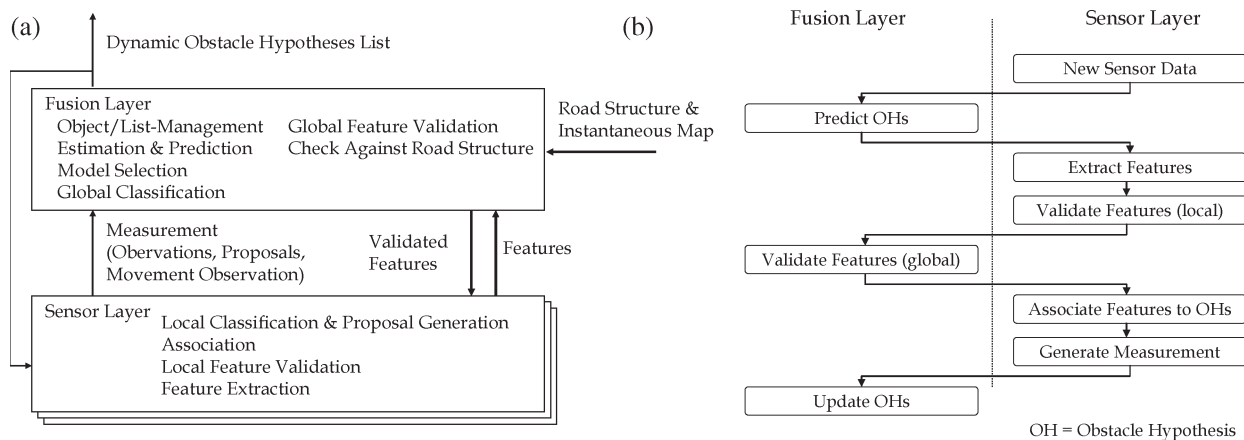 (a)
Dynamic Obstacle Hypotheses List
Fusion Layer
Object/List-Management
Estimation & Prediction
Model Selection
Global Classification
Global Feature Validation
Check Against Road Structure
Road Structure &
Instantaneous Map
Measurement
(Obervations, Proposals,
Movement Observation)
Validated
Features
Features
Sensor Layer
Local Classification & Proposal Generation
Association
Local Feature Validation
Feature Extraction
(b)
Fusion Layer
Sensor Layer
New Sensor Data
Predict OHs
Extract Features
Validate Features (local)
Validate Features (global)
Associate Features to OHs
Generate Measurement
Update OHs
OH = Obstacle Hypothesis